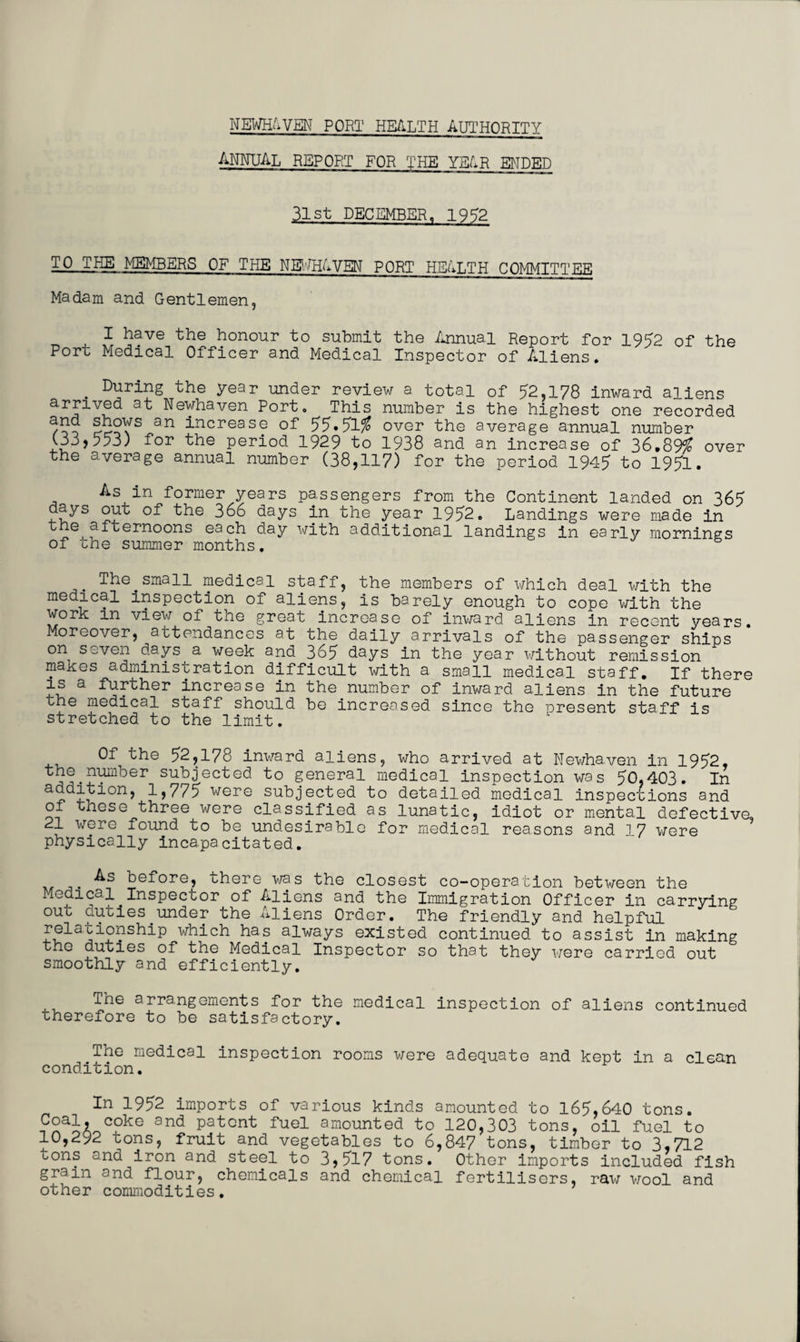 NEWHAVEN PORT HEALTH AUTHORITY
ANNUAL REPORT FOR THE YEAR ENDED
31st DECEMBER, 1952
TO THE MEMBERS OF THE NEWHAVEN PORT HEALTH COMMITTEE
Madam and Gentlemen,
I have the honour to submit the Annual Report for 1952 of the
Port Medical Officer and Medical Inspector of Aliens.
During the year under review a total of 52,178 inward aliens
arrived at Newhaven Port. This number is the highest one recorded
and shows an increase of 55.51% over the average annual number
(33,553) for the period 1929 to 1938 and an increase of 36.89% over
the average annual number (38,117) for the period 1945 to 1951.
As in former years passengers from the Continent landed on 365
days out of the 366 days in the year 1952. Landings were made in
the afternoons each day with additional landings in early mornings
of the summer months.
The small medical staff, the members of which deal with the
medical inspection of aliens, is barely enough to cope with the
work in view of the great increase of inward aliens in recent years.
Moreover, attendances at the daily arrivals of the passenger ships
on seven days a week and 365 days in the year without remission
makes administration difficult with a small medical staff. If there
is a further increase in the number of inward aliens in the future
the medical staff should be increased since the present staff is
stretched to the limit.
Of the 52,178 inward aliens, who arrived at Newhaven in 1952,
the number subjected to general medical inspection was 50,403. In
addition, 1,775 were subjected to detailed medical inspections and
of these three were classified as lunatic, idiot or mental defective,
21 were found to be undesirable for medical reasons and 17 were
physically incapacitated.
As before, there was the closest co-operation between the
Medical Inspector of Aliens and the Immigration Officer in carrying
out duties under the Aliens Order. The friendly and helpful
relationship which has always existed continued to assist in making
the duties of the Medical Inspector so that they were carried out
smoothly and efficiently.
The arrangements for the medical inspection of aliens continued
therefore to be satisfactory.
The medical inspection rooms were adequate and kept in a clean
condition.
In 1952 imports of various kinds amounted to 165,640 tons.
Coal, coke and patent fuel amounted to 120,303 tons, oil fuel to
10,292 tons, fruit and vegetables to 6,847 tons, timber to 3,712
tons and iron and steel to 3,517 tons. Other imports included fish
grain and flour, chemicals and chemical fertilisers, raw wool and
other commodities.